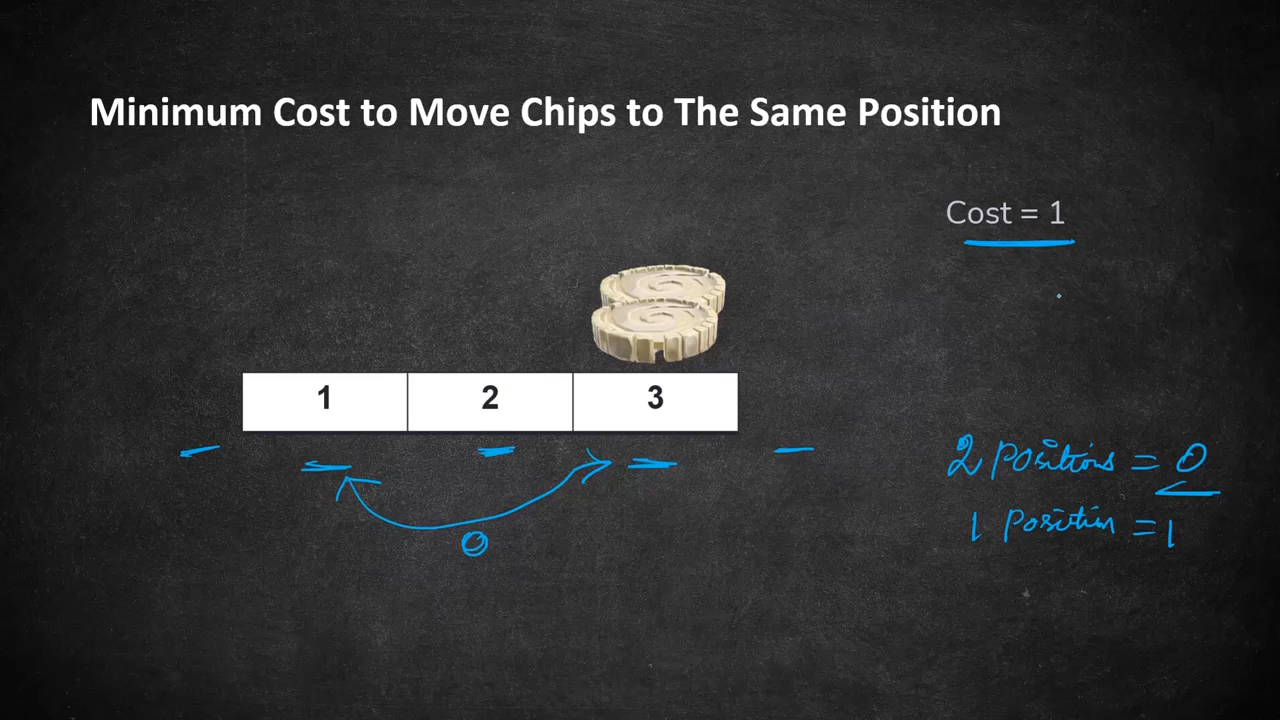 Minimum Cost to Move Chips to The Same Position
Cost = 1
1 2 3
2 positions = 0
1 position = 1
0